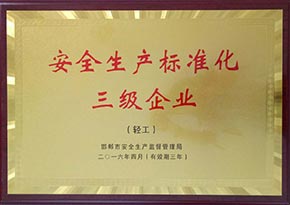 安全生产标准化
三级企业
（轻工）
邯郸市安全生产监督管理局
二〇一六年四月（有效期三年）